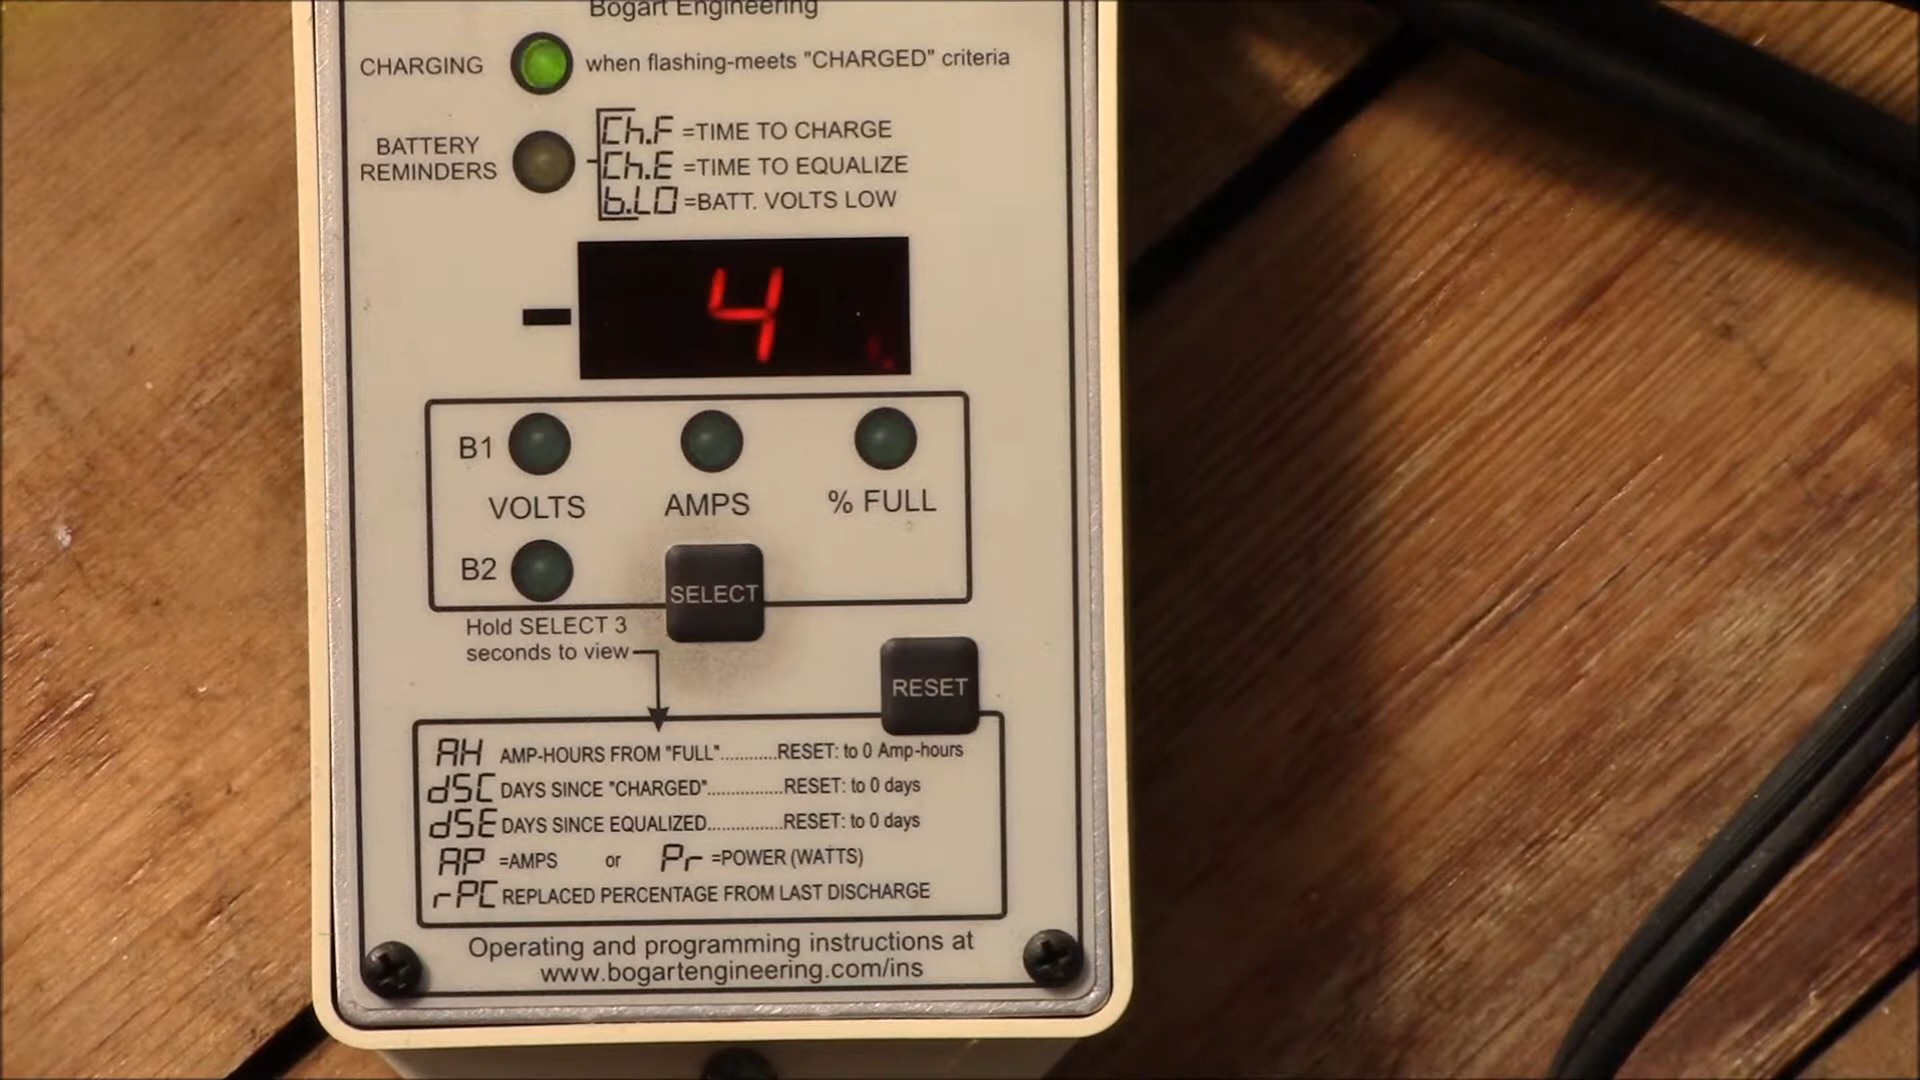 Bogart Engineering
CHARGING when flashing-meets "CHARGED" criteria
BATTERY REMINDERS
Ch.F =TIME TO CHARGE
Ch.E =TIME TO EQUALIZE
b.LO =BATT. VOLTS LOW
4
B1
VOLTS AMPS % FULL
B2
SELECT
Hold SELECT 3
seconds to view
RESET
AH AMP-HOURS FROM "FULL"............RESET: to 0 Amp-hours
dSC DAYS SINCE "CHARGED"................RESET: to 0 days
dSE DAYS SINCE EQUALIZED................RESET: to 0 days
AP =AMPS or Pr =POWER (WATTS)
rPC REPLACED PERCENTAGE FROM LAST DISCHARGE
Operating and programming instructions at
www.bogartengineering.com/ins